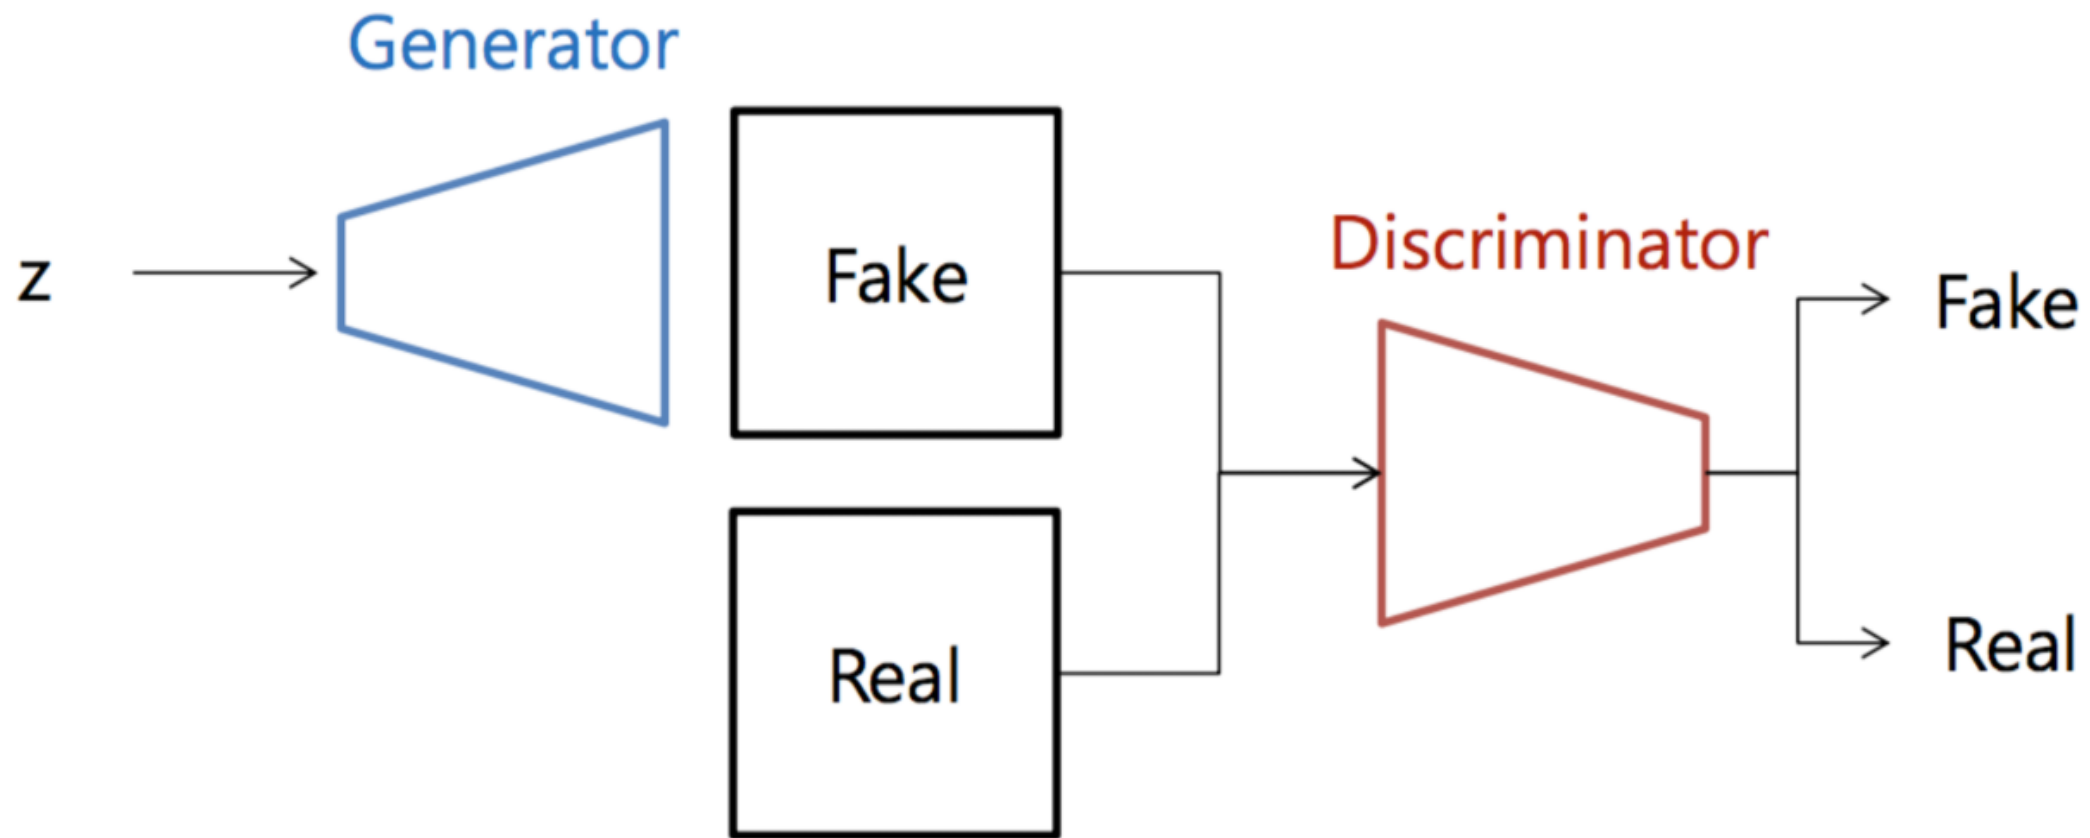 Generator
z
Fake
Discriminator
Fake
Real
Real